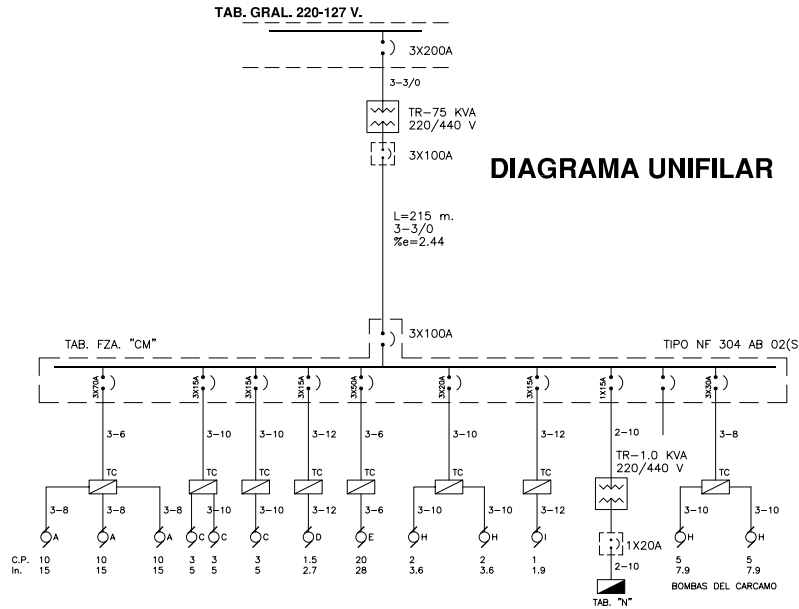 TAB. GRAL. 220-127 V.
3X200A
3-3/0
TR-75 KVA
220/440 V
3X100A
DIAGRAMA UNIFILAR
L=215 m.
3-3/0
%e=2.44
3X100A
TAB. FZA. "CM"
TIPO NF 304 AB 02(S
3X70A 3X15A 3X15A 3X15A 3X50A 3X20A 3X15A 1X15A 3X30A
3-6 3-10 3-10 3-12 3-6 3-10 3-12 2-10 3-8
TR-1.0 KVA
220/440 V
TC TC TC TC TC TC TC TC
3-8 3-8 3-8 3-10 3-10 3-12 3-6 3-10 3-10 3-12 3-10 3-10
A A A C C C D E H H I H H
1X20A
C.P. 10 10 10 3 3 3 1.5 20 2 2 1 5 5
In. 15 15 15 5 5 5 2.7 28 3.6 3.6 1.9 7.9 7.9
2-10
BOMBAS DEL CARCAMO
TAB. "N"